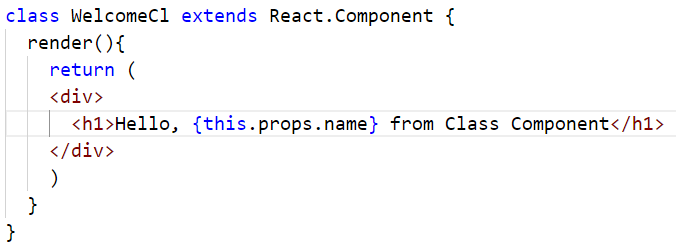 class WelcomeCl extends React.Component {
  render(){
    return (
    <div>
      <h1>Hello, {this.props.name} from Class Component</h1>
    </div>
    )
  }
}